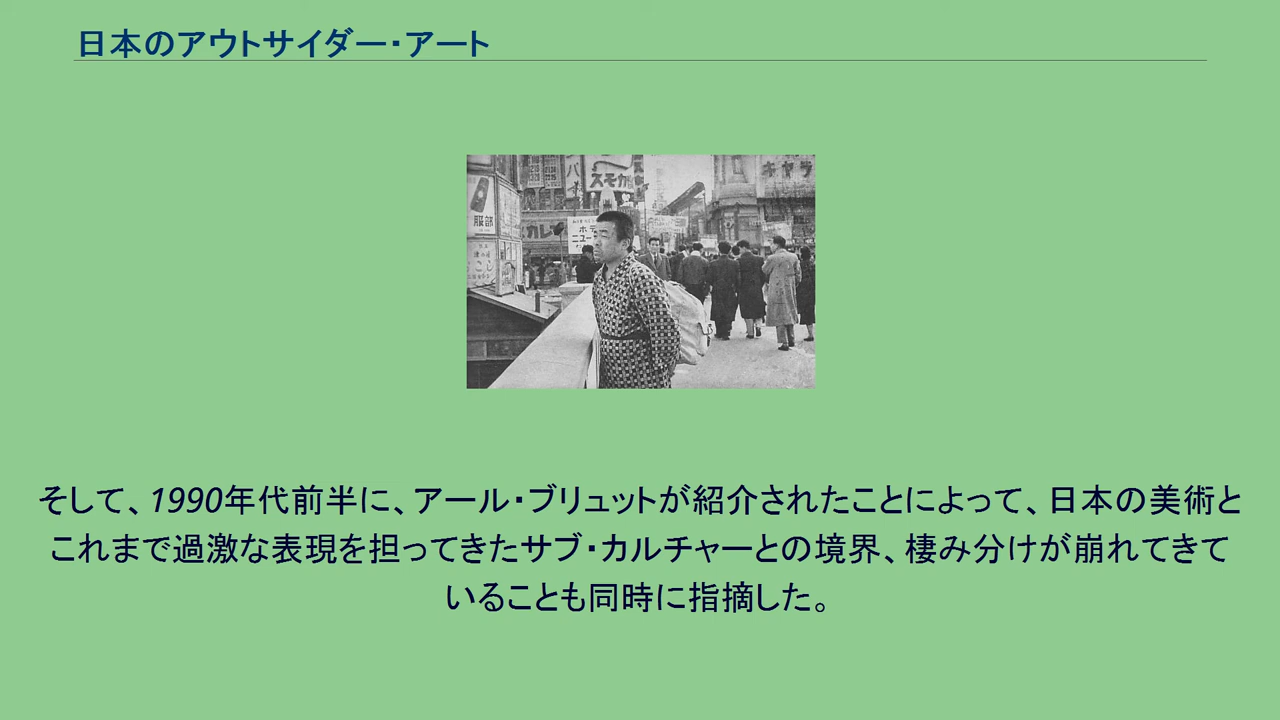 日本のアウトサイダー・アート
服部
キャラ
そして、1990年代前半に、アール・ブリュットが紹介されたことによって、日本の美術と
これまで過激な表現を担ってきたサブ・カルチャーとの境界、棲み分けが崩れてきて
いることも同時に指摘した。